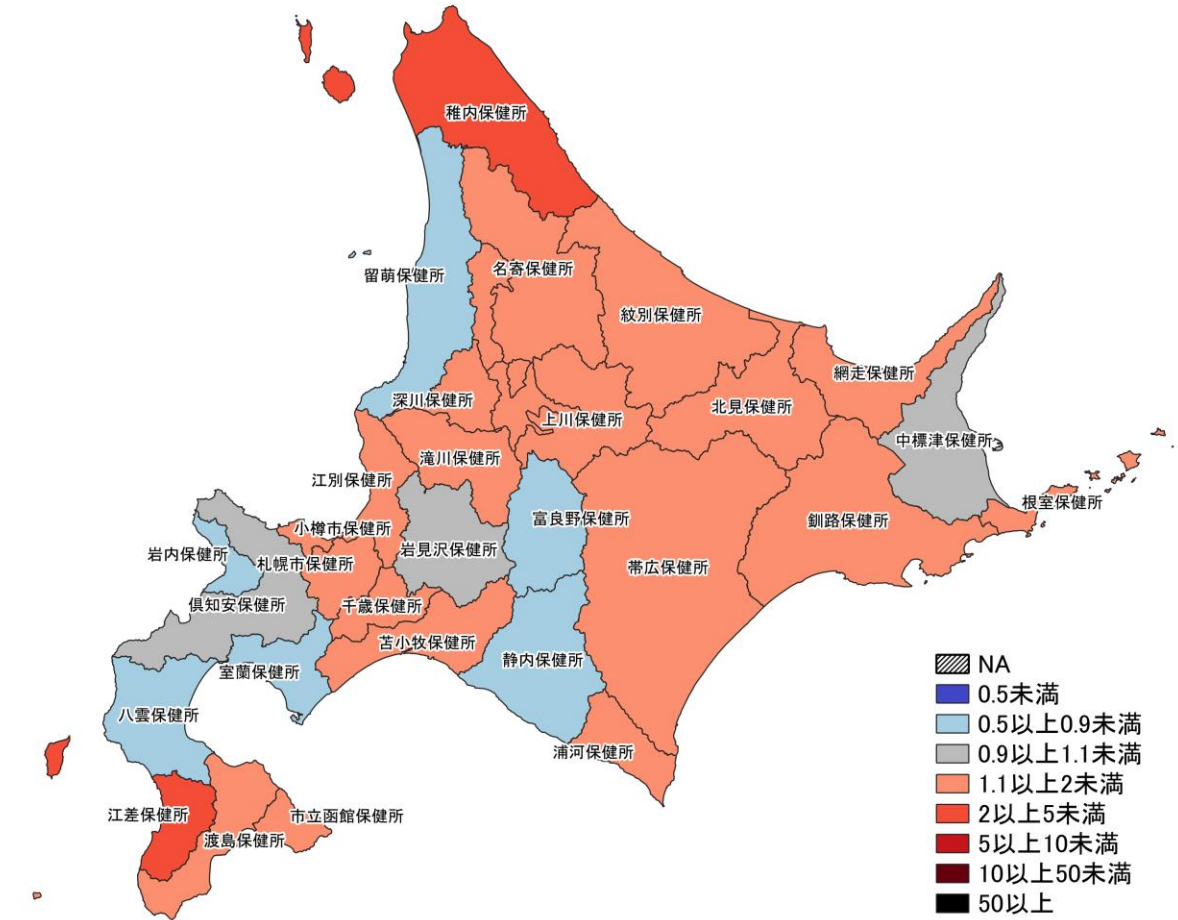 稚内保健所
留萌保健所
名寄保健所
紋別保健所
網走保健所
深川保健所
上川保健所
北見保健所
中標津保健所
滝川保健所
江別保健所
根室保健所
小樽市保健所
富良野保健所
釧路保健所
岩内保健所
札幌市保健所
岩見沢保健所
帯広保健所
倶知安保健所
千歳保健所
苫小牧保健所
静内保健所
室蘭保健所
八雲保健所
浦河保健所
江差保健所
市立函館保健所
渡島保健所
NA
0.5未満
0.5以上0.9未満
0.9以上1.1未満
1.1以上2未満
2以上5未満
5以上10未満
10以上50未満
50以上